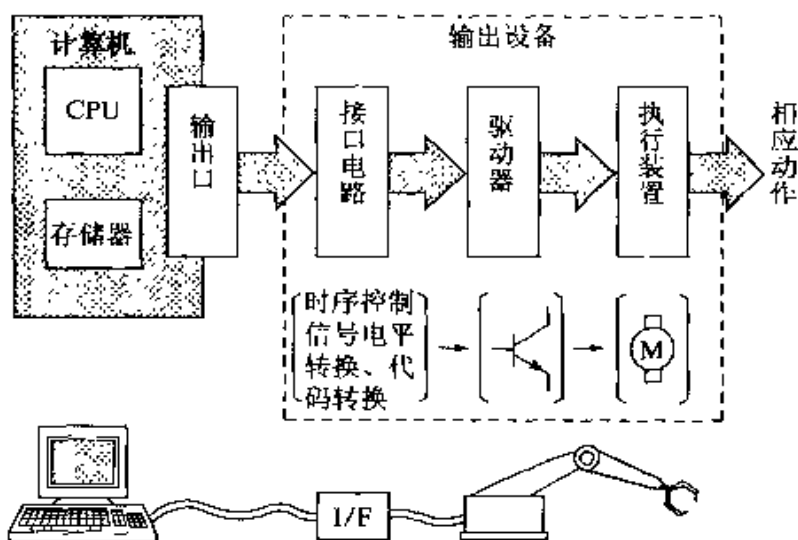 计算机
CPU
存储器
输出口
输出设备
接口电路
驱动器
执行装置
相应动作
时序控制
信号电平
转换、代
码转换
M
I/F